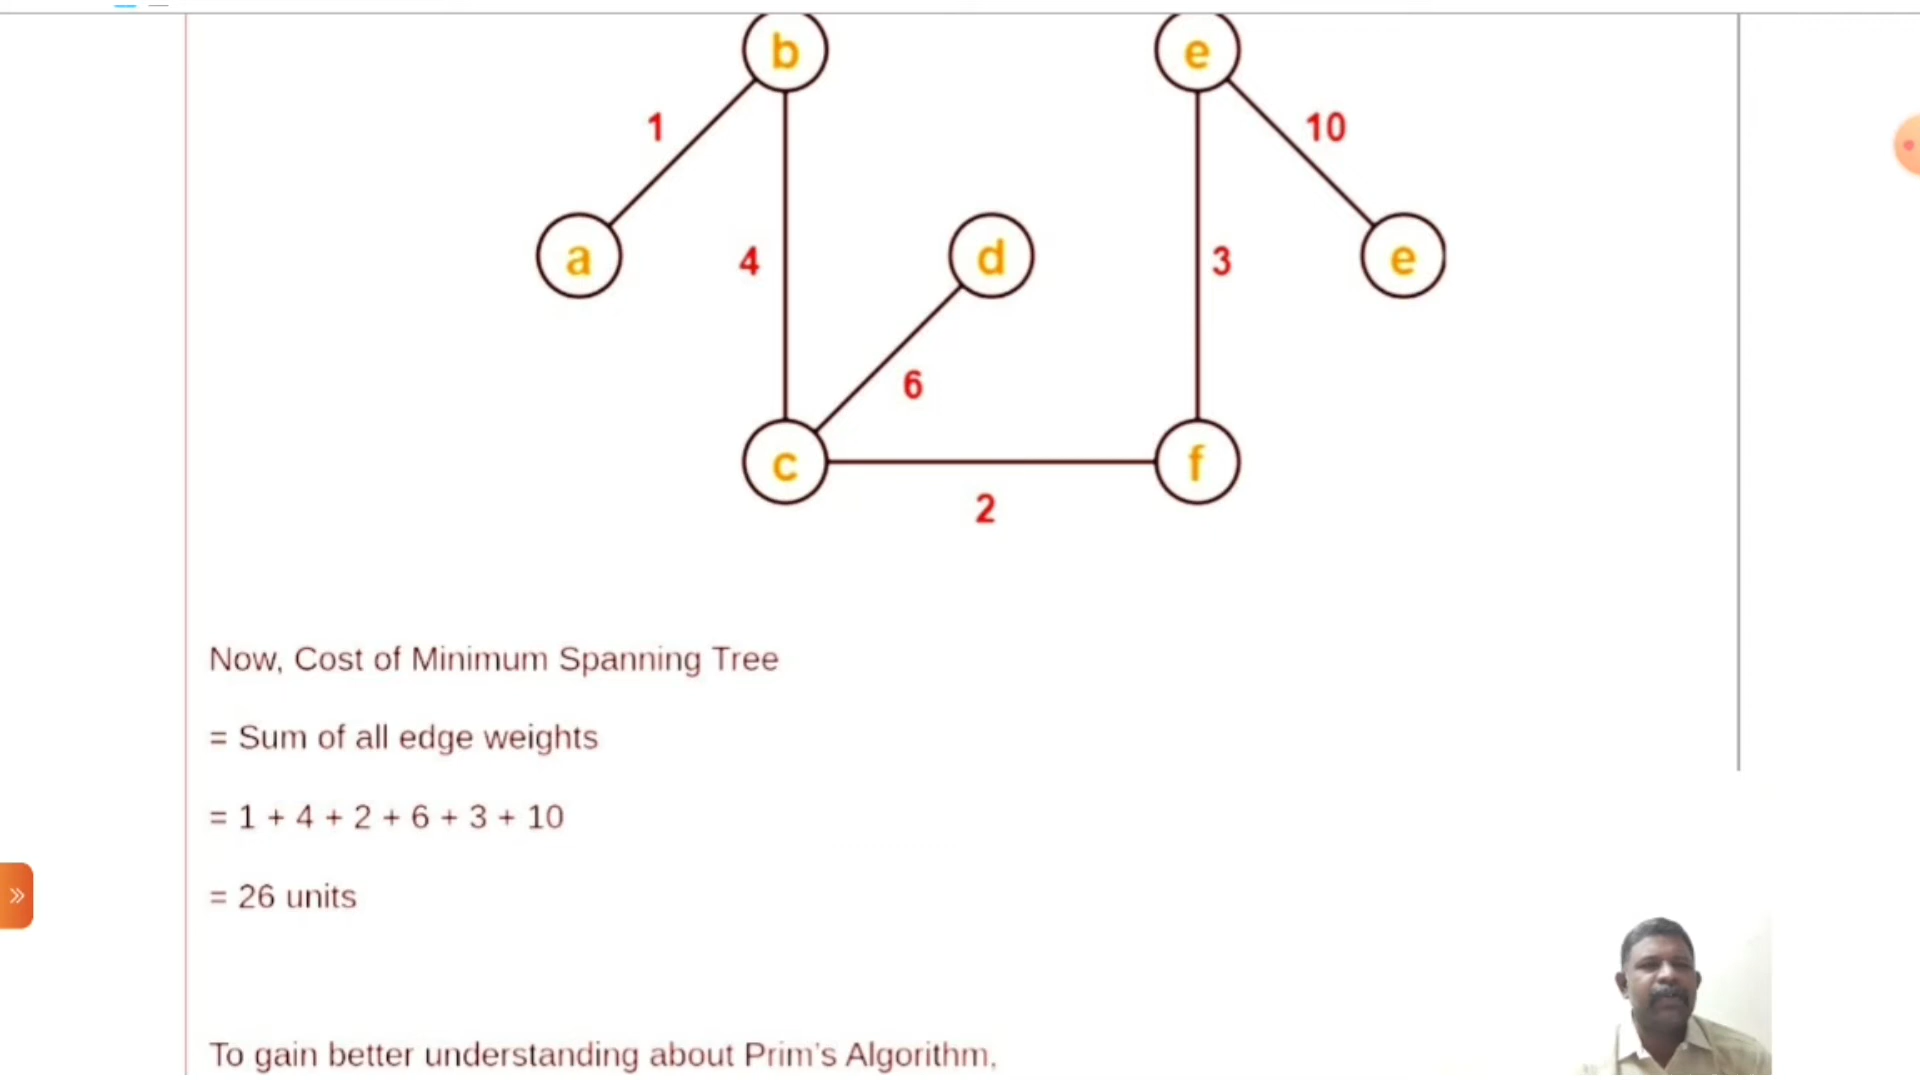 b e
1 10
a 4 d 3 e
6
c f
2
Now, Cost of Minimum Spanning Tree
= Sum of all edge weights
= 1 + 4 + 2 + 6 + 3 + 10
= 26 units
To gain better understanding about Prim's Algorithm,